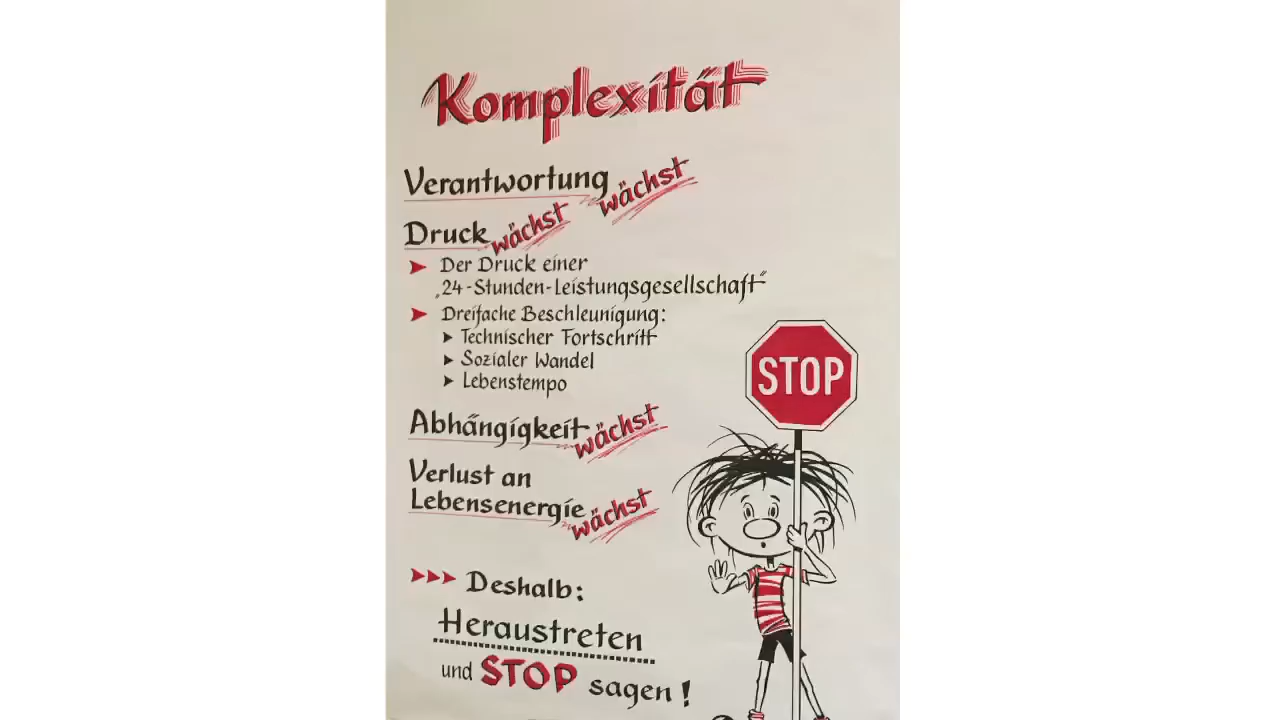 Komplexität
Verantwortung wächst
Druck wächst
➤ Der Druck einer
„24-Stunden-Leistungsgesellschaft"
➤ Dreifache Beschleunigung:
➤ Technischer Fortschritt
➤ Sozialer Wandel
➤ Lebenstempo
Abhängigkeit wächst
Verlust an
Lebensenergie wächst
➤➤➤ Deshalb:
Heraustreten
und STOP sagen!
STOP